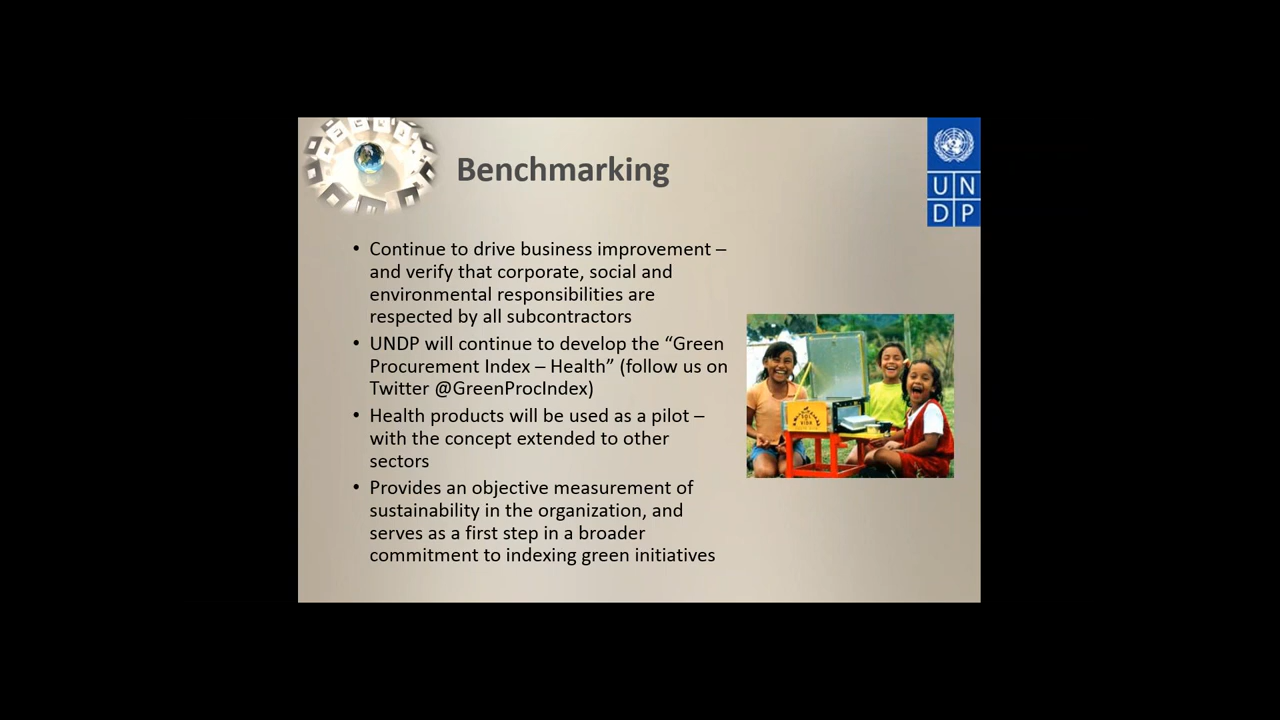 Benchmarking
UN
DP
• Continue to drive business improvement –
and verify that corporate, social and
environmental responsibilities are
respected by all subcontractors
• UNDP will continue to develop the “Green
Procurement Index – Health” (follow us on
Twitter @GreenProcIndex)
• Health products will be used as a pilot –
with the concept extended to other
sectors
• Provides an objective measurement of
sustainability in the organization, and
serves as a first step in a broader
commitment to indexing green initiatives